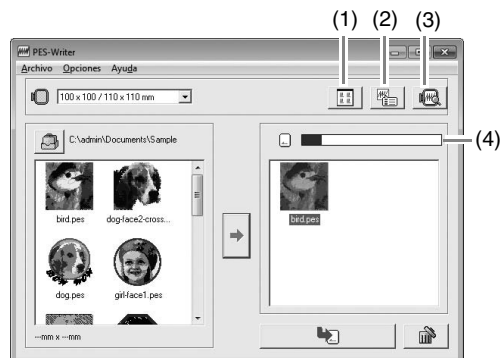 (1) (2) (3)
PES-Writer
Archivo Opciones Ayuda
100 x 100 / 110 x 110 mm
(4)
C:\admin\Documents\Sample
bird.pes dog-face2-cross...
bird.pes
dog.pes girl-face1.pes
---mm x ---mm